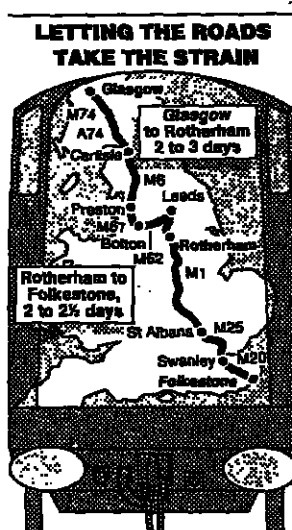 LETTING THE ROADS
TAKE THE STRAIN
Glasgow
M74
A74
Glasgow
to Rotherham
2 to 3 days
Carlisle
M6
Leeds
Preston
M67
Bolton
M62
Rotherham
Rotherham to
Folkestone,
2 to 2½ days
M1
St Albans
M25
Swanley
M20
Folkestone